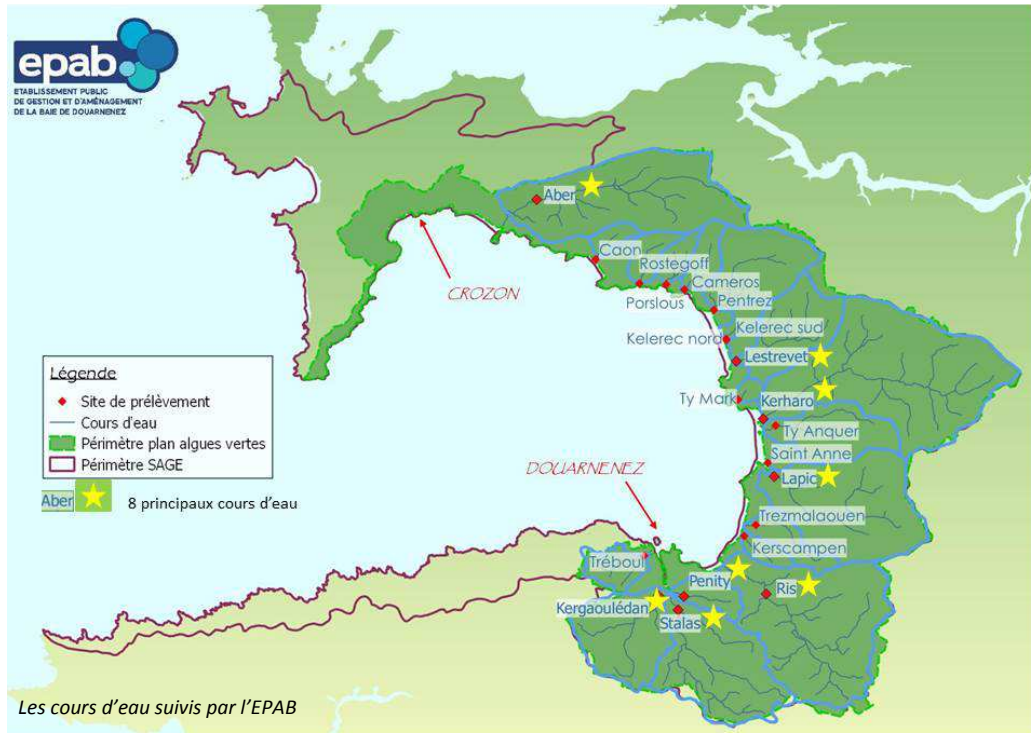 epab
ETABLISSEMENT PUBLIC
DE GESTION ET D'AMÉNAGEMENT
DE LA BAIE DE DOUARNENEZ
Aber
Caon
Rostegoff
Cameros
CROZON
Porslous
Pentrez
Kelerec sud
Kelerec nord
Lestrevet
Légende
Site de prélèvement
Cours d'eau
Périmètre plan algues vertes
Périmètre SAGE
Aber
8 principaux cours d'eau
Ty Mark
Kerharo
Ty Anquer
Saint Anne
DOUARNENEZ
Lapic
Trezmalaouen
Kerscampen
Tréboul
Penity
Ris
Kergaoulédan
Stalas
Les cours d'eau suivis par l'EPAB